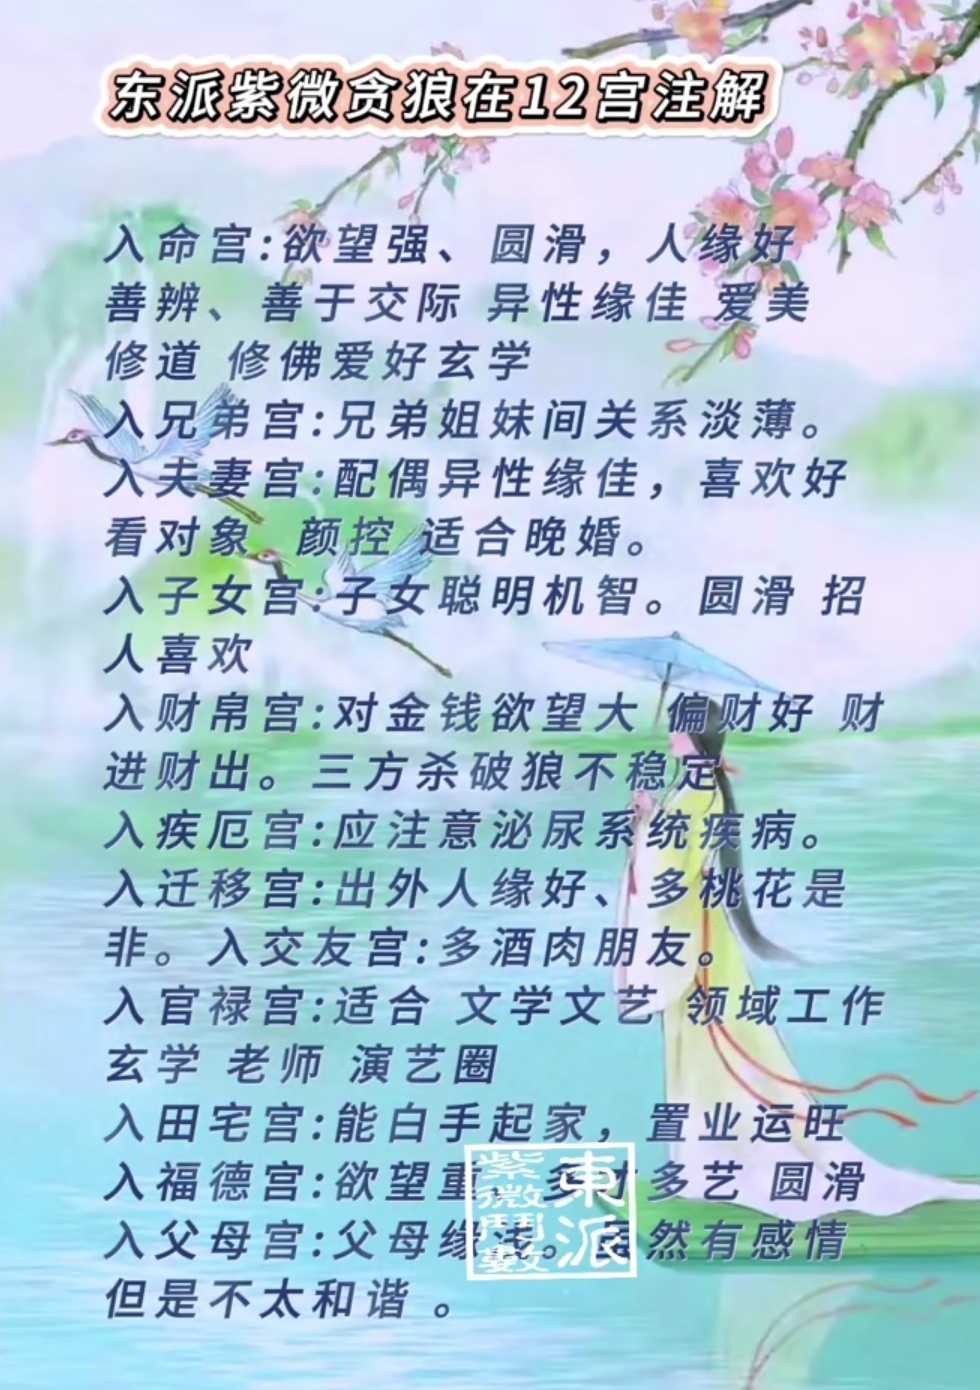 东派紫微贪狼在12宫注解
入命宫:欲望强、圆滑，人缘好
善辨、善于交际 异性缘佳 爱美
修道 修佛爱好玄学
入兄弟宫:兄弟姐妹间关系淡薄。
入夫妻宫:配偶异性缘佳，喜欢好
看对象 颜控 适合晚婚。
入子女宫:子女聪明机智。圆滑 招
人喜欢
入财帛宫:对金钱欲望大 偏财好 财
进财出。三方杀破狼不稳定
入疾厄宫:应注意泌尿系统疾病。
入迁移宫:出外人缘好、多桃花是
非。入交友宫:多酒肉朋友。
入官禄宫:适合 文学文艺 领域工作
玄学 老师 演艺圈
入田宅宫:能白手起家，置业运旺
入福德宫:欲望重 多才多艺 圆滑
入父母宫:父母缘浅。虽然有感情
但是不太和谐 。
東派
紫微鬥數